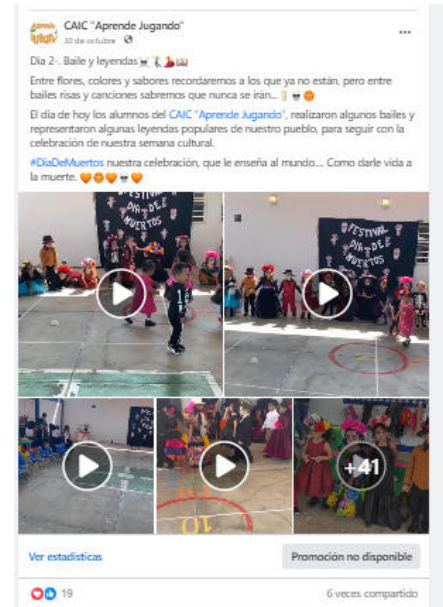 CAIC "Aprende Jugando"
30 de octubre
Día 2-. Baile y leyendas
Entre flores, colores y sabores recordaremos a los que ya no están, pero entre
bailes risas y canciones sabremos que nunca se irán...
El día de hoy los alumnos del CAIC "Aprende Jugando", realizaron algunos bailes y
representaron algunas leyendas populares de nuestro pueblo, para seguir con la
celebración de nuestra semana cultural.
#DíaDeMuertos nuestra celebración, que le enseña al mundo.... Como darle vida a
la muerte.
FESTIVAL
DIA DE
MUERTOS
FESTIVAL
DIA DE
MUERTOS
10
+41
Ver estadísticas
Promoción no disponible
19
6 veces compartido